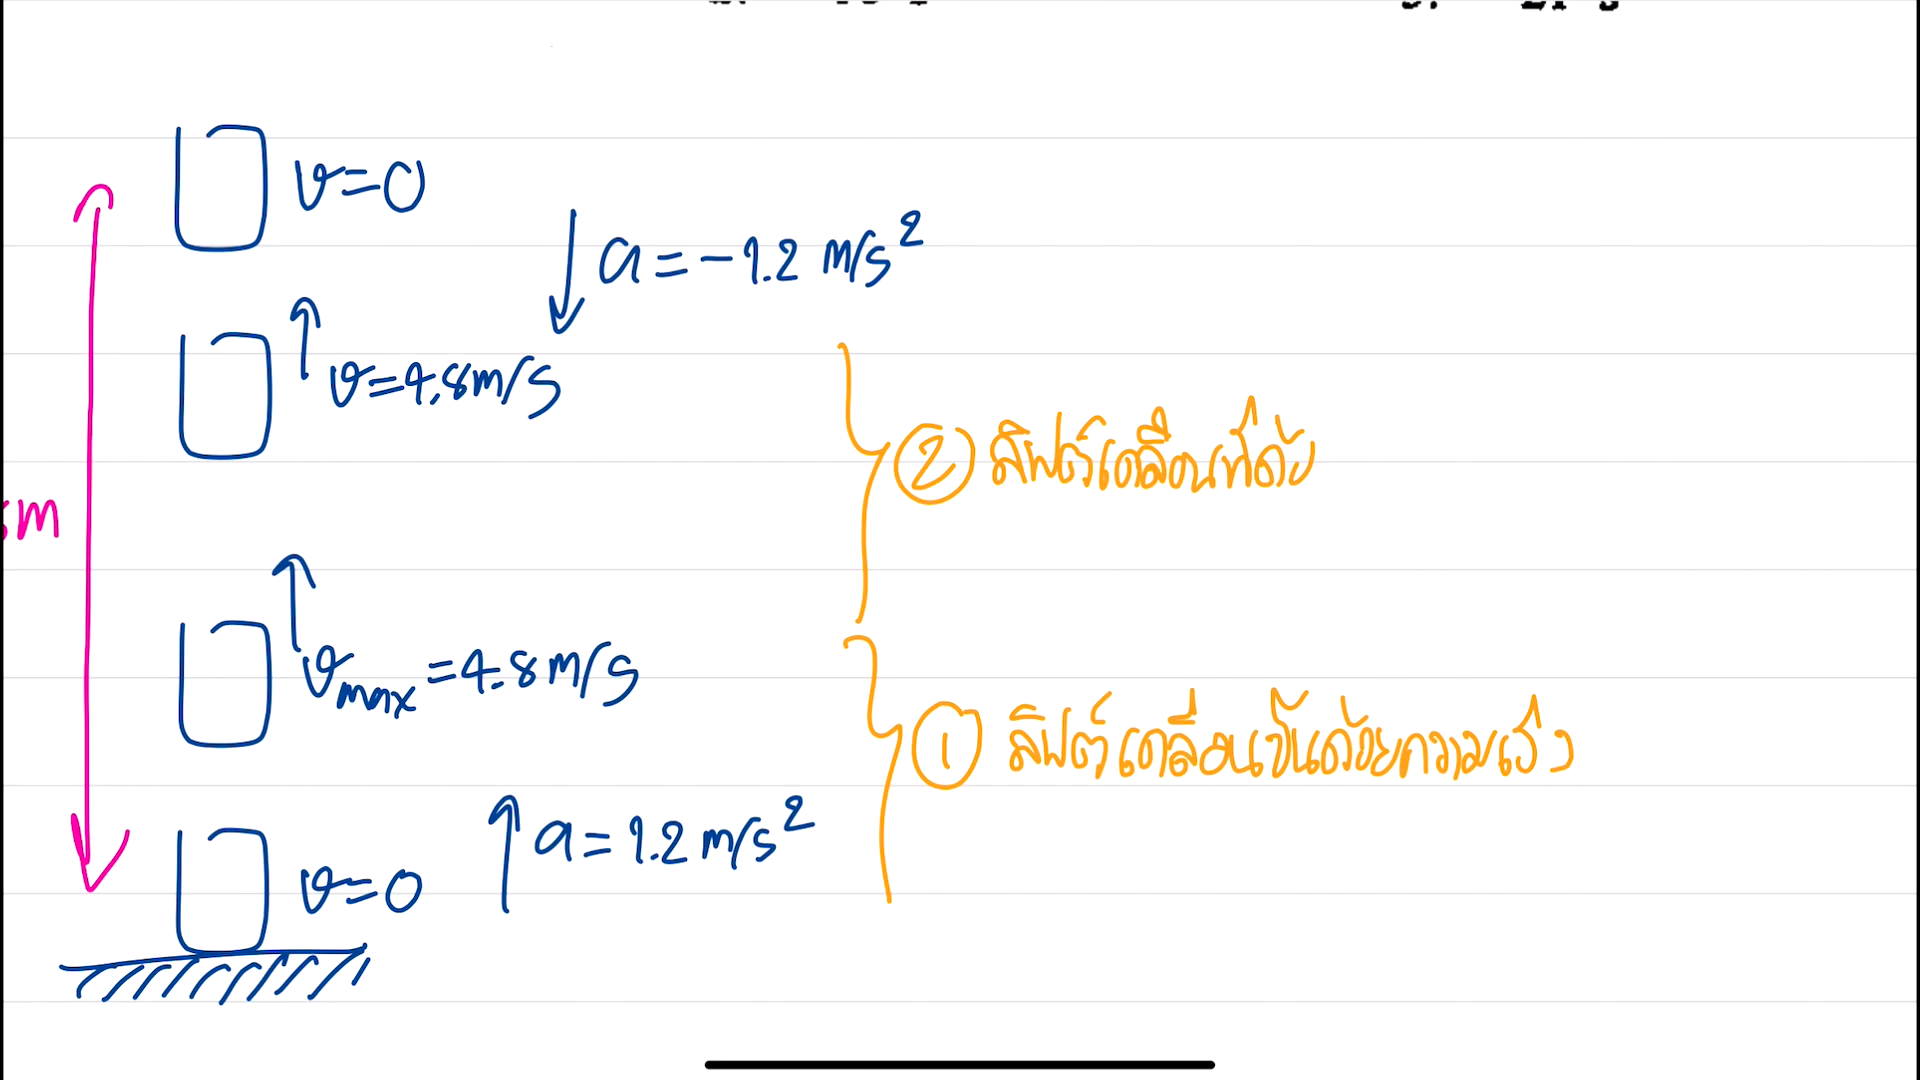 v=0
a=-1.2 m/s²
v=4.8m/s
② ลิฟต์เคลื่อนที่ด้วย
m
vmax=4.8m/s
① ลิฟต์เคลื่อนขึ้นด้วยความเร่ง
a=1.2 m/s²
v=0